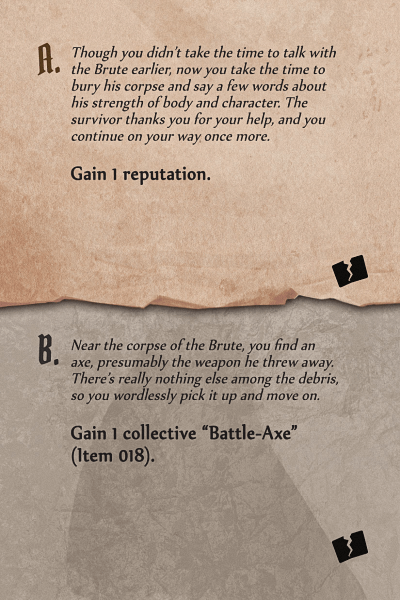 A. Though you didn't take the time to talk with
the Brute earlier, now you take the time to
bury his corpse and say a few words about
his strength of body and character. The
survivor thanks you for your help, and you
continue on your way once more.
Gain 1 reputation.
B. Near the corpse of the Brute, you find an
axe, presumably the weapon he threw away.
There's really nothing else among the debris,
so you wordlessly pick it up and move on.
Gain 1 collective “Battle-Axe”
(Item 018).